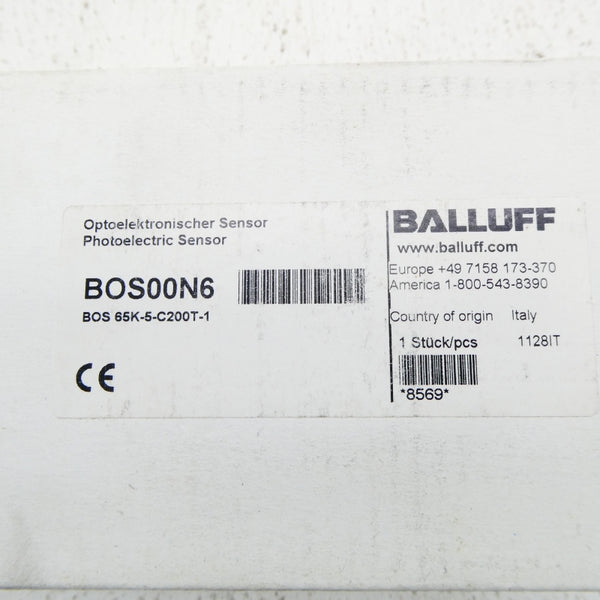 Optoelektronischer Sensor
Photoelectric Sensor
BOS00N6
BOS 65K-5-C200T-1
CE
BALLUFF
www.balluff.com
Europe +49 7158 173-370
America 1-800-543-8390
Country of origin Italy
1 Stück/pcs 1128IT
*8569*